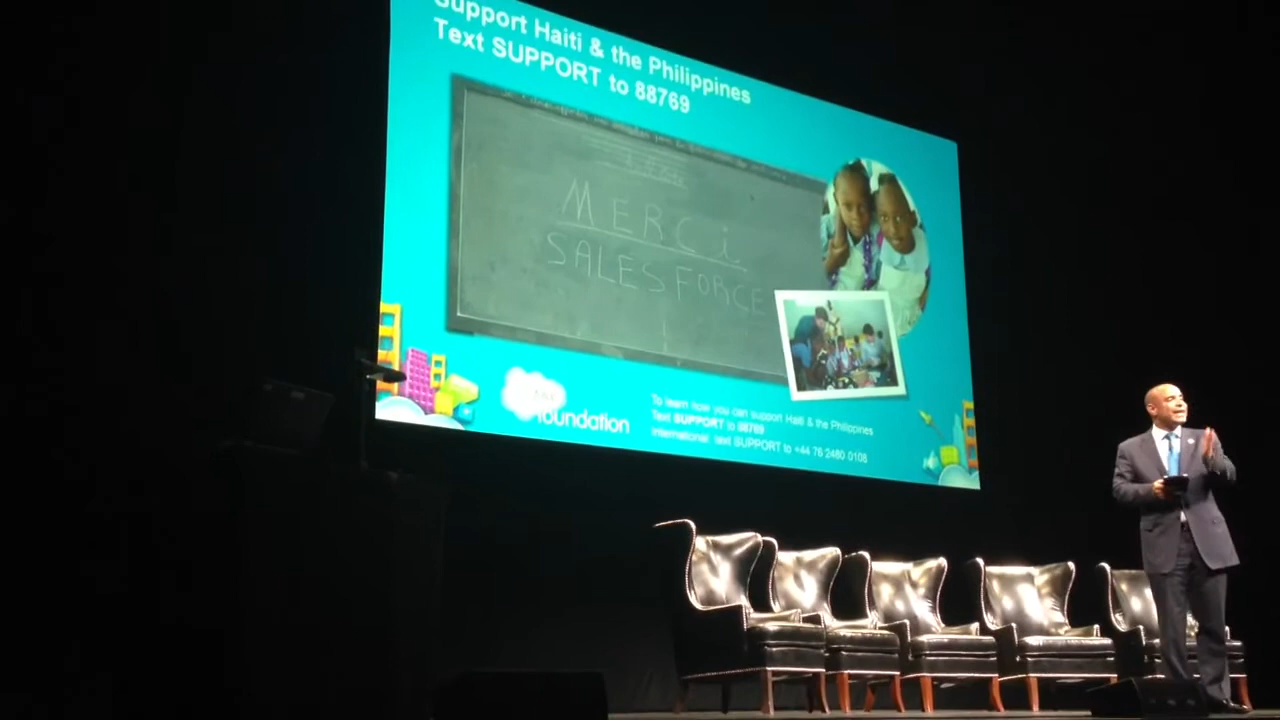 Support Haiti & the Philippines
Text SUPPORT to 88769
MERCi
SALESFORCE
foundation
To learn how you can support Haiti & the Philippines
Text SUPPORT to 88769
International: text SUPPORT to +44 76 2480 0108